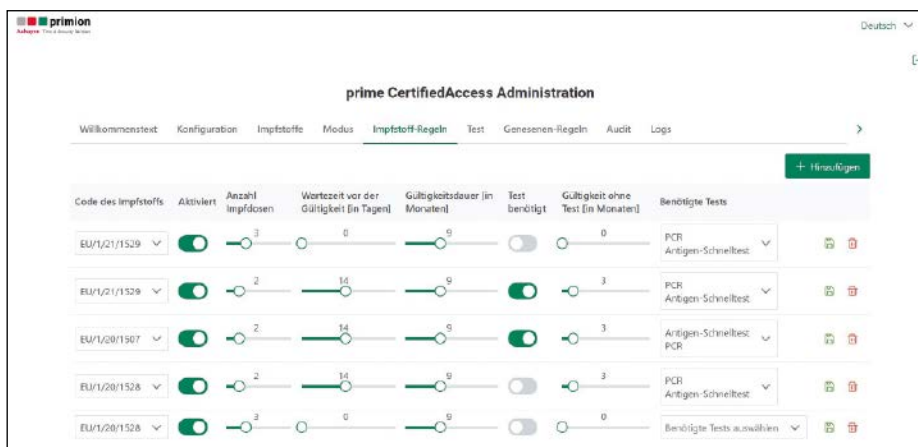 primion
Deutsch
prime CertifiedAccess Administration
Willkommenstext Konfiguration Impfstoffe Modus Impfstoff-Regeln Test Genesenen-Regeln Audit Logs
+ Hinzufügen
Code des Impfstoffs Aktiviert Anzahl Impfdosen Wartezeit vor der Gültigkeit [in Tagen] Gültigkeitsdauer [in Monaten] Test benötigt Gültigkeit ohne Test [in Monaten] Benötigte Tests
EU/1/21/1529 3 0 9 0 PCR Antigen-Schnelltest
EU/1/21/1529 2 14 9 3 PCR Antigen-Schnelltest
EU/1/20/1507 2 14 9 3 Antigen-Schnelltest PCR
EU/1/20/1528 2 14 9 3 PCR Antigen-Schnelltest
EU/1/20/1528 3 0 9 0 Benötigte Tests auswählen